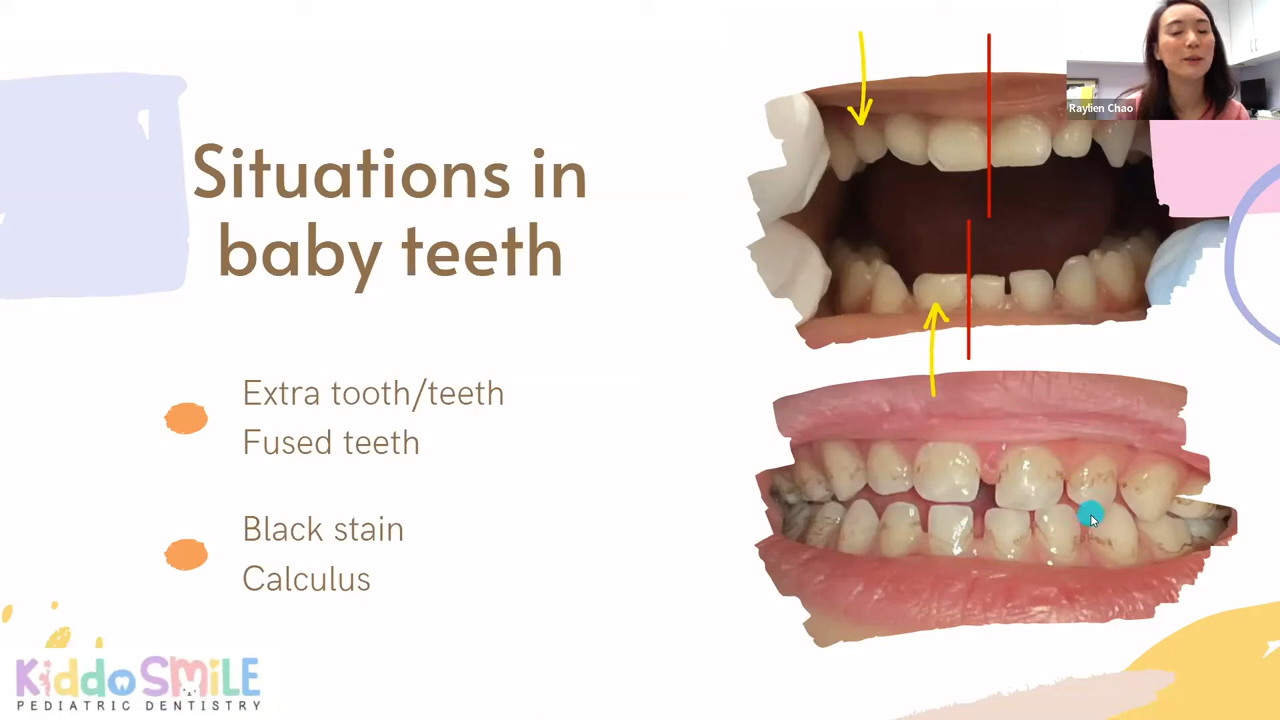 Raylien Chao
Situations in
baby teeth
Extra tooth/teeth
Fused teeth
Black stain
Calculus
KiddoSMiLE
PEDIATRIC DENTISTRY